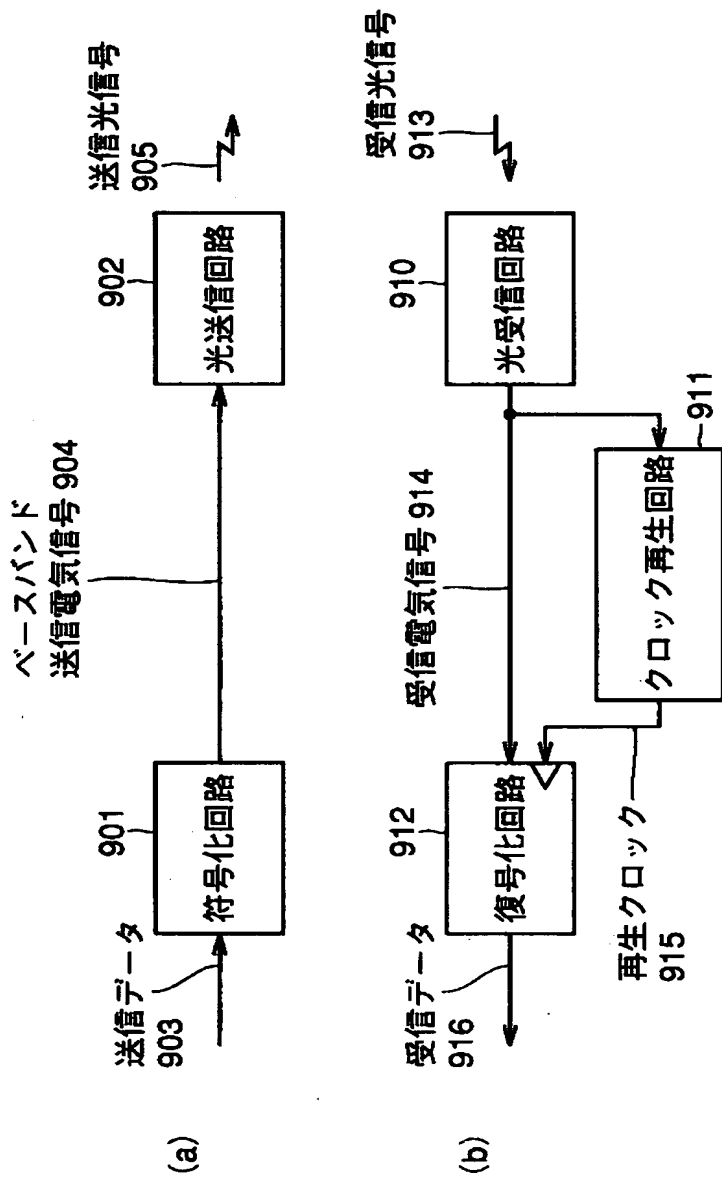 (a)
送信データ
903
901
符号化回路
ベースバンド
送信電気信号 904
902
光送信回路
送信光信号
905
(b)
受信データ
916
912
復号化回路
再生クロック
915
受信電気信号 914
クロック再生回路
911
910
光受信回路
受信光信号
913